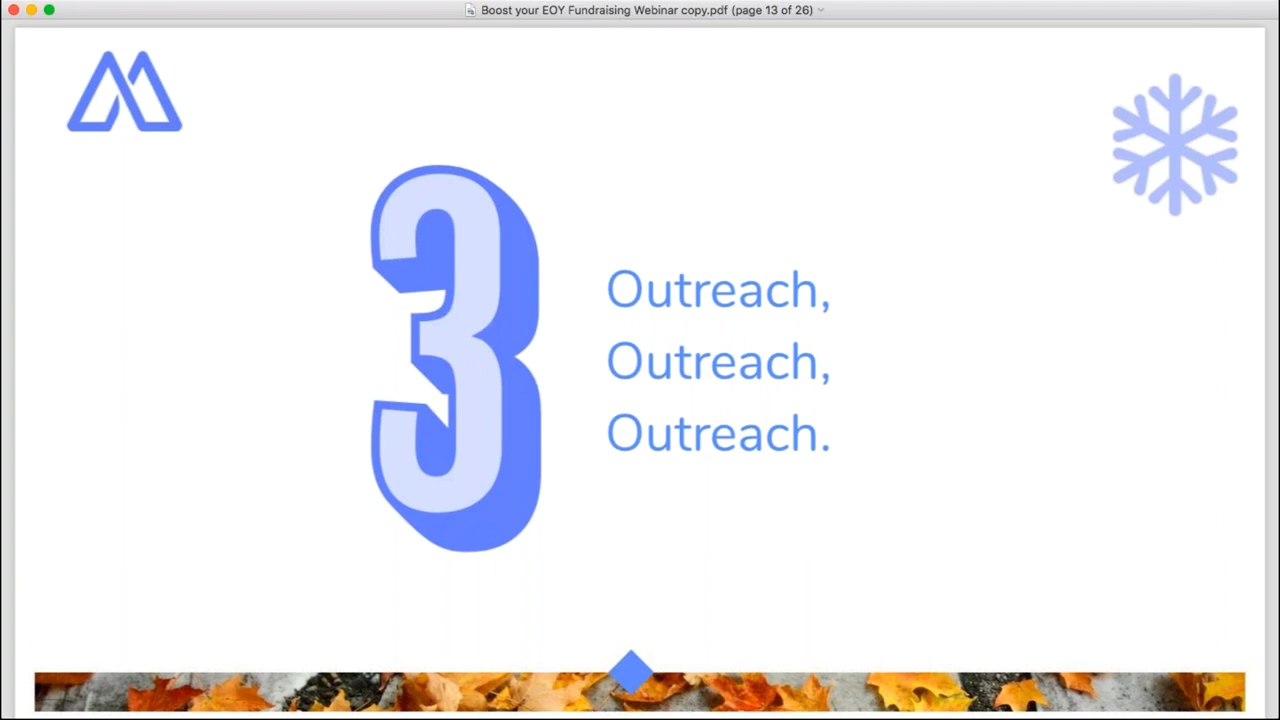 Boost your EOY Fundraising Webinar copy.pdf (page 13 of 26)
3
Outreach,
Outreach,
Outreach.